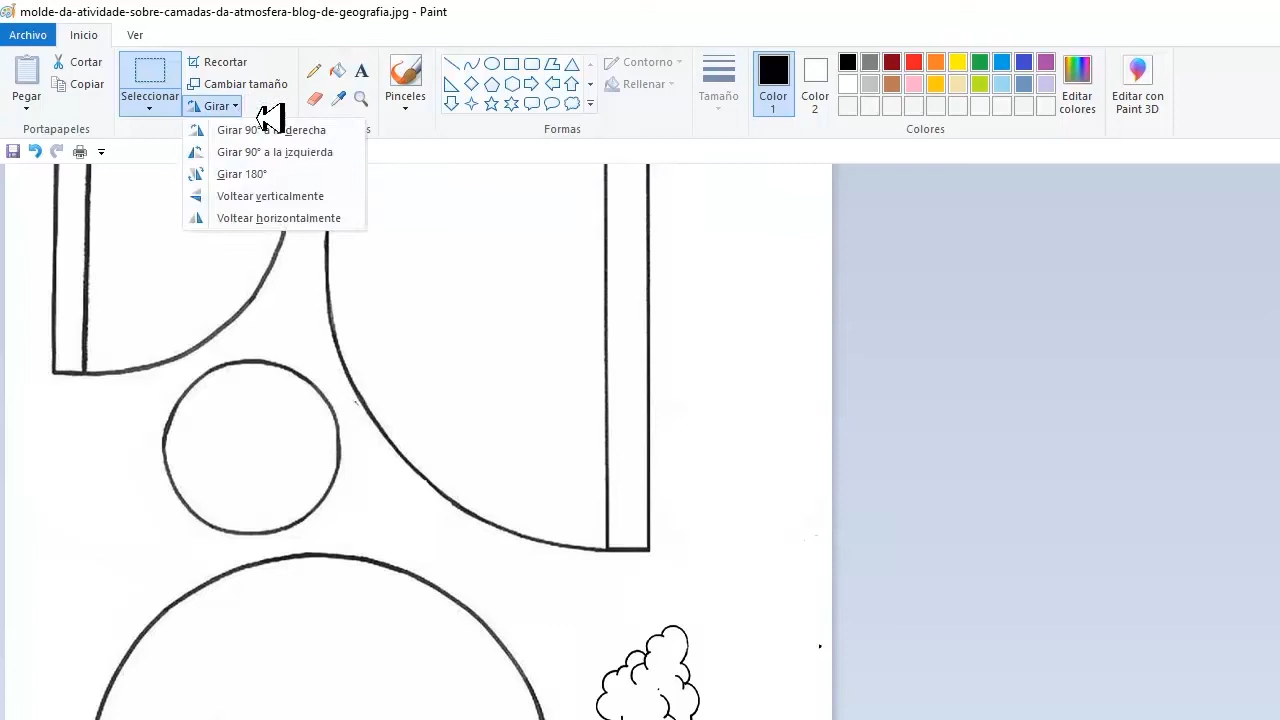 molde-da-atividade-sobre-camadas-da-atmosfera-blog-de-geografia.jpg - Paint
Archivo Inicio Ver
Pegar
Cortar
Copiar
Portapapeles
Seleccionar
Recortar
Cambiar tamaño
Girar
A
Pinceles
Contorno
Rellenar
Formas
Tamaño
Color
1
Color
2
Editar
colores
Colores
Editar con
Paint 3D
Girar 90° derecha
Girar 90° a la izquierda
Girar 180°
Voltear verticalmente
Voltear horizontalmente